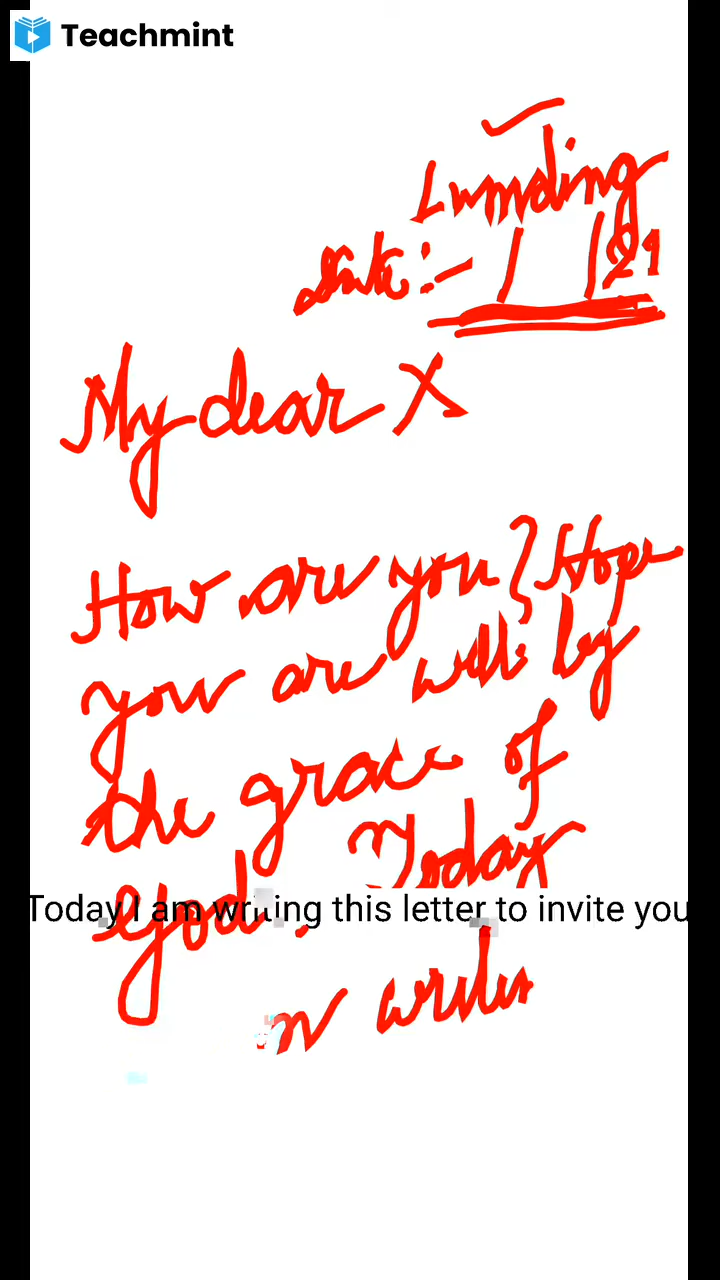 Teachmint
Lumding
Date:- / /21
My dear X
How are you? Hope
you are well. by
the grace of
God. Today
Today I am writing this letter to invite you